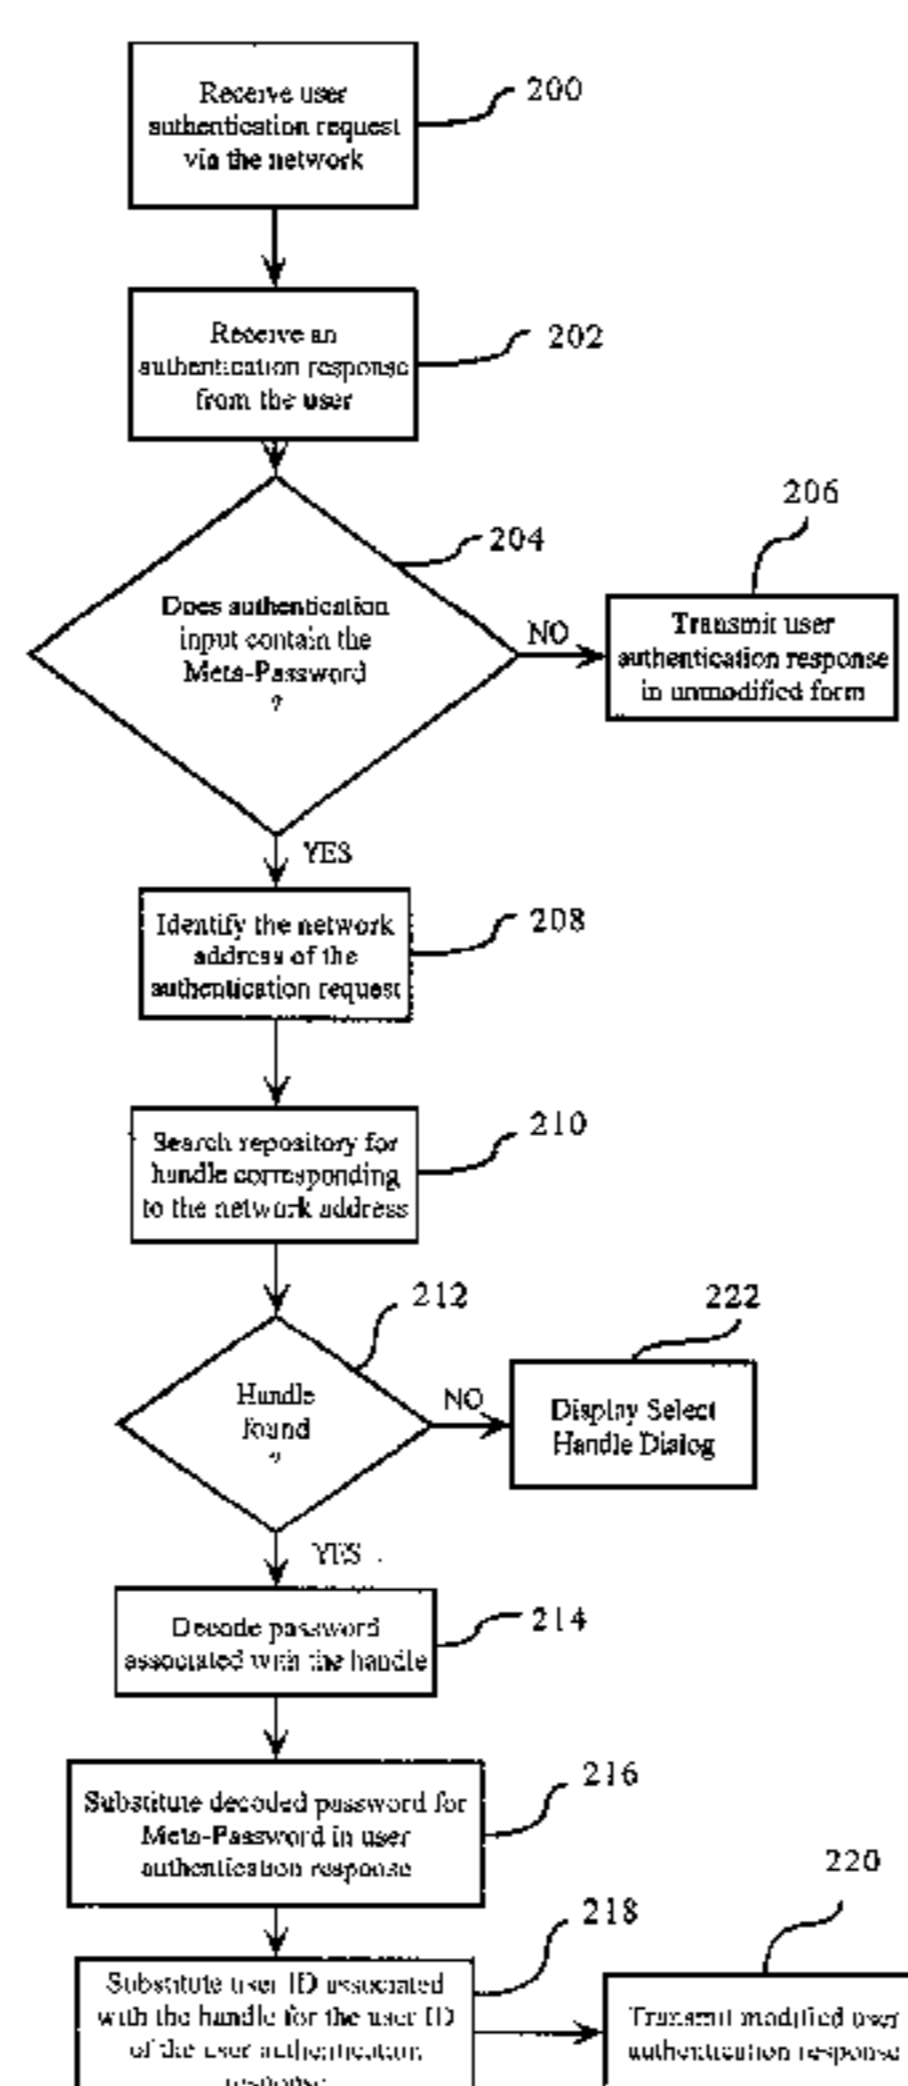 Receive user
authentication request
via the network
200
Receive an
authentication response
from the user
202
204
Does authentication
input contain the
Meta-Password
?
NO
206
Transmit user
authentication response
in unmodified form
YES
Identify the network
address of the
authentication request
208
Search repository for
handle corresponding
to the network address
210
212
Handle
found
?
NO
222
Display Select
Handle Dialog
YES
Decode password
associated with the handle
214
Substitute decoded password for
Meta-Password in user
authentication response
216
218
Substitute user ID associated
with the handle for the user ID
of the user authentication
response
220
Transmit modified user
authentication response